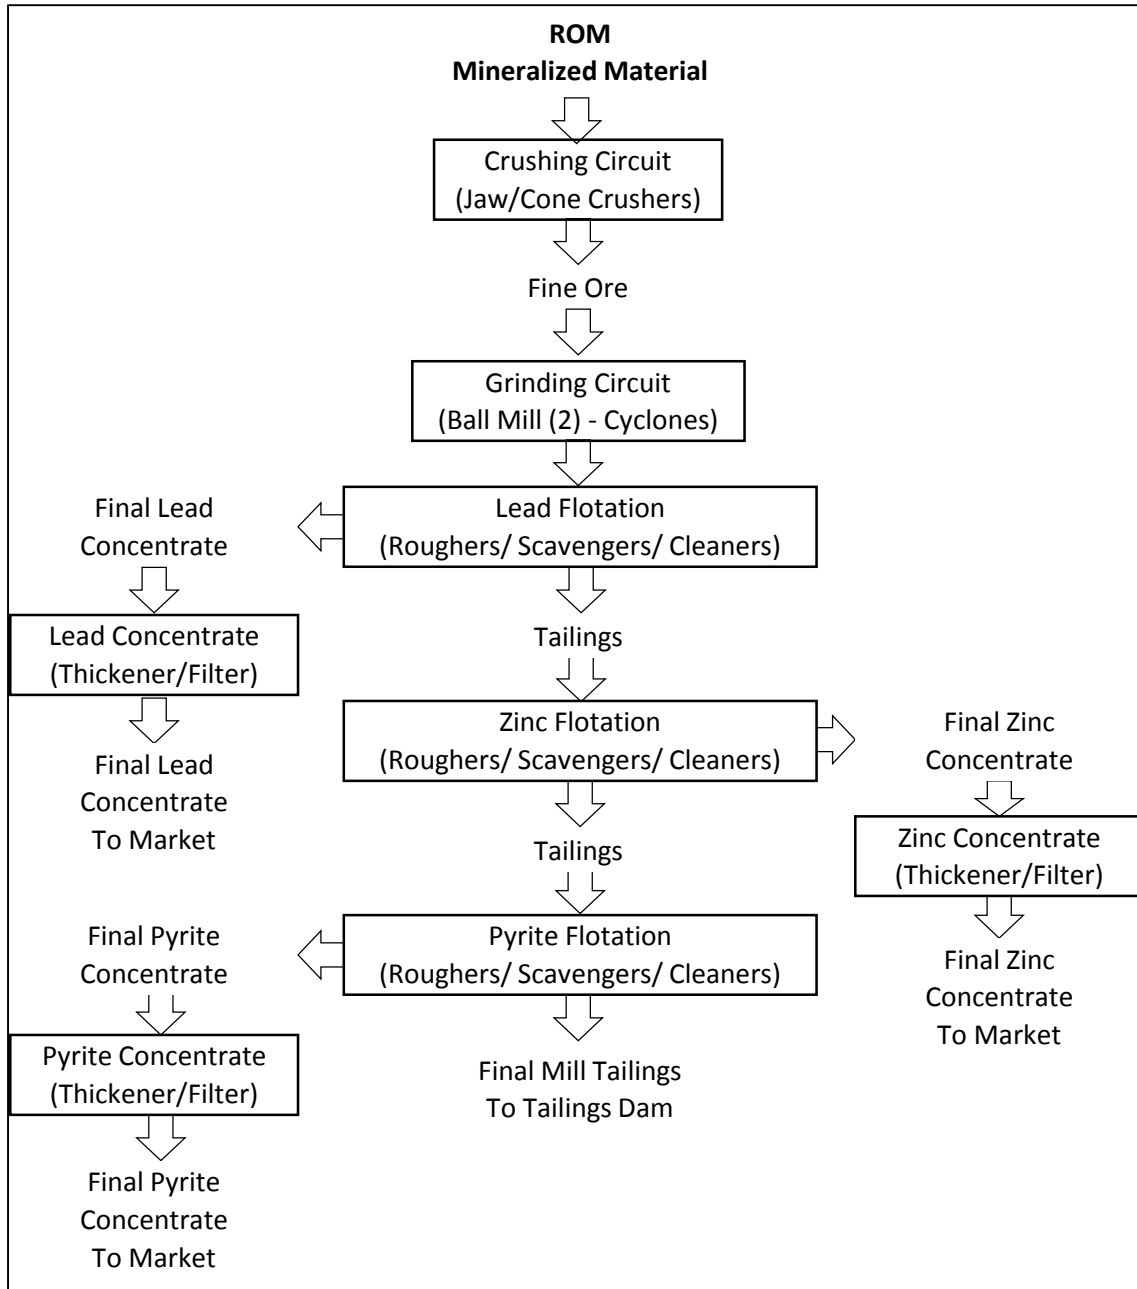 ROM
Mineralized Material
Crushing Circuit
(Jaw/Cone Crushers)
Fine Ore
Grinding Circuit
(Ball Mill (2) - Cyclones)
Lead Flotation
(Roughers/ Scavengers/ Cleaners)
Final Lead
Concentrate
Lead Concentrate
(Thickener/Filter)
Final Lead
Concentrate
To Market
Tailings
Zinc Flotation
(Roughers/ Scavengers/ Cleaners)
Final Zinc
Concentrate
Zinc Concentrate
(Thickener/Filter)
Final Zinc
Concentrate
To Market
Tailings
Pyrite Flotation
(Roughers/ Scavengers/ Cleaners)
Final Pyrite
Concentrate
Pyrite Concentrate
(Thickener/Filter)
Final Pyrite
Concentrate
To Market
Final Mill Tailings
To Tailings Dam